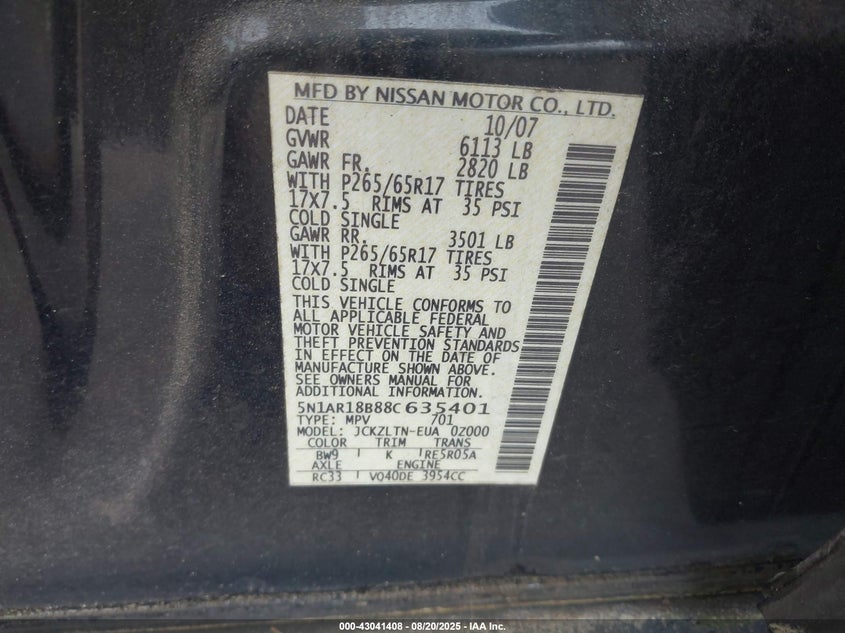 MFD BY NISSAN MOTOR CO., LTD.
DATE 10/07
GVWR 6113 LB
GAWR FR. 2820 LB
WITH P265/65R17 TIRES
17X7.5 RIMS AT 35 PSI
COLD SINGLE
GAWR RR. 3501 LB
WITH P265/65R17 TIRES
17X7.5 RIMS AT 35 PSI
COLD SINGLE
THIS VEHICLE CONFORMS TO
ALL APPLICABLE FEDERAL
MOTOR VEHICLE SAFETY AND
THEFT PREVENTION STANDARDS
IN EFFECT ON THE DATE OF
MANUFACTURE SHOWN ABOVE.
SEE OWNERS MANUAL FOR
ADDITIONAL INFORMATION.
5N1AR18B88C635401
TYPE: MPV 701
MODEL: JCKZLTN-EUA 0Z000
COLOR TRIM TRANS
BW9 K RE5R05A
AXLE ENGINE
RC33 VQ40DE 3954CC
000-43041408 - 08/20/2025 - IAA Inc.